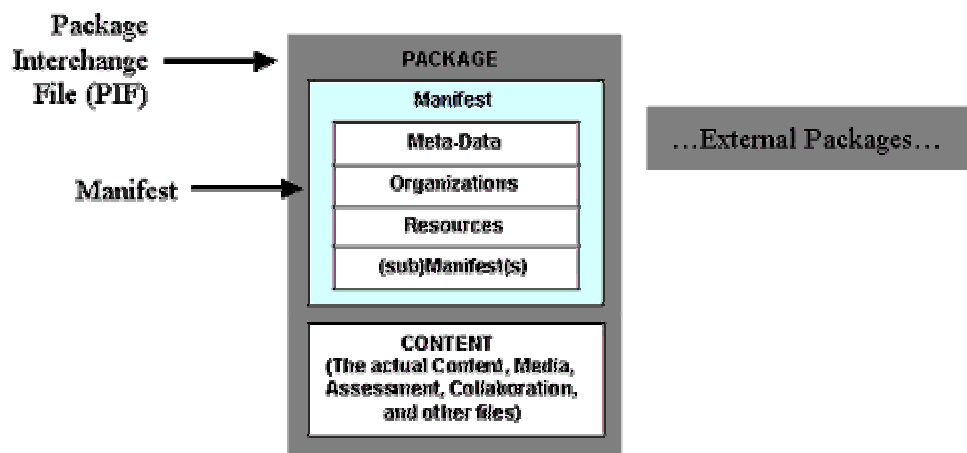 Package
Interchange
File (PIF)
Manifest
PACKAGE
Manifest
Meta-Data
Organizations
Resources
(sub)Manifest(s)
CONTENT
(The actual Content, Media,
Assessment, Collaboration,
and other files)
...External Packages...